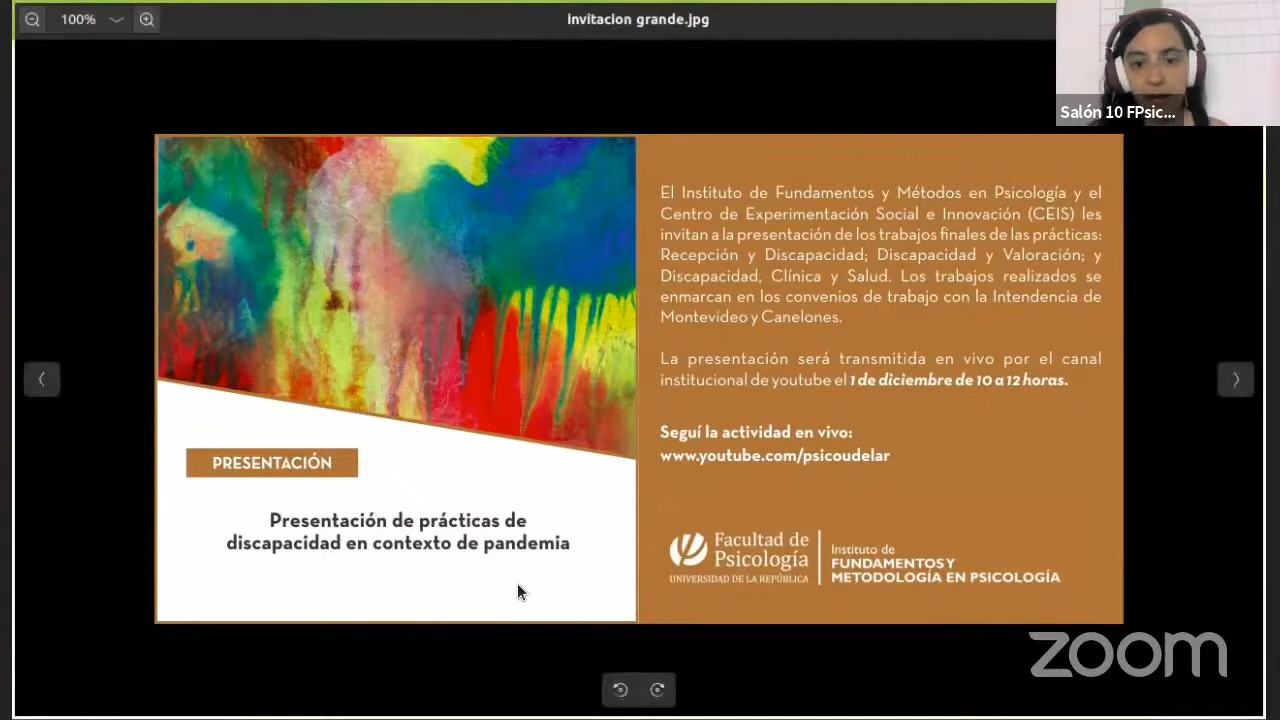 100%
invitacion grande.jpg
Salón 10 FPsic...
El Instituto de Fundamentos y Métodos en Psicología y el
Centro de Experimentación Social e Innovación (CEIS) les
invitan a la presentación de los trabajos finales de las prácticas:
Recepción y Discapacidad; Discapacidad y Valoración; y
Discapacidad, Clínica y Salud. Los trabajos realizados se
enmarcan en los convenios de trabajo con la Intendencia de
Montevideo y Canelones.
La presentación será transmitida en vivo por el canal
institucional de youtube el 1 de diciembre de 10 a 12 horas.
Seguí la actividad en vivo:
www.youtube.com/psicoudelar
PRESENTACIÓN
Presentación de prácticas de
discapacidad en contexto de pandemia
Facultad de
Psicología
UNIVERSIDAD DE LA REPÚBLICA
Instituto de
FUNDAMENTOS Y
METODOLOGÍA EN PSICOLOGÍA
zoom